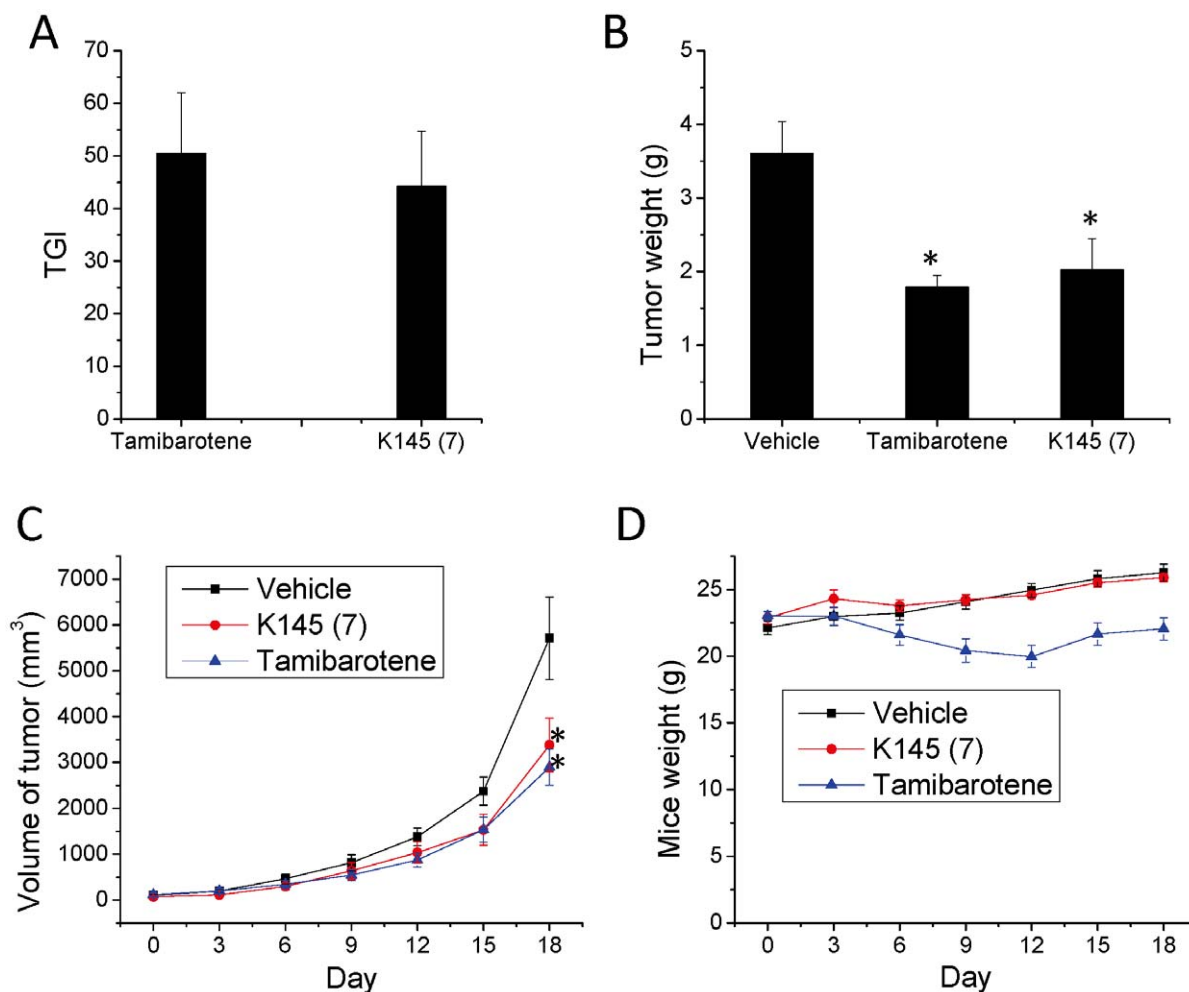 A
70
60
50
40
30
20
10
0
TGI
Tamibarotene
K145 (7)
B
5
4
3
2
1
0
Tumor weight (g)
*
*
Vehicle
Tamibarotene
K145 (7)
C
7000
6000
5000
4000
3000
2000
1000
0
Volume of tumor (mm³)
Vehicle
K145 (7)
Tamibarotene
*
*
0 3 6 9 12 15 18
Day
D
25
20
15
10
5
0
Mice weight (g)
Vehicle
K145 (7)
Tamibarotene
0 3 6 9 12 15 18
Day